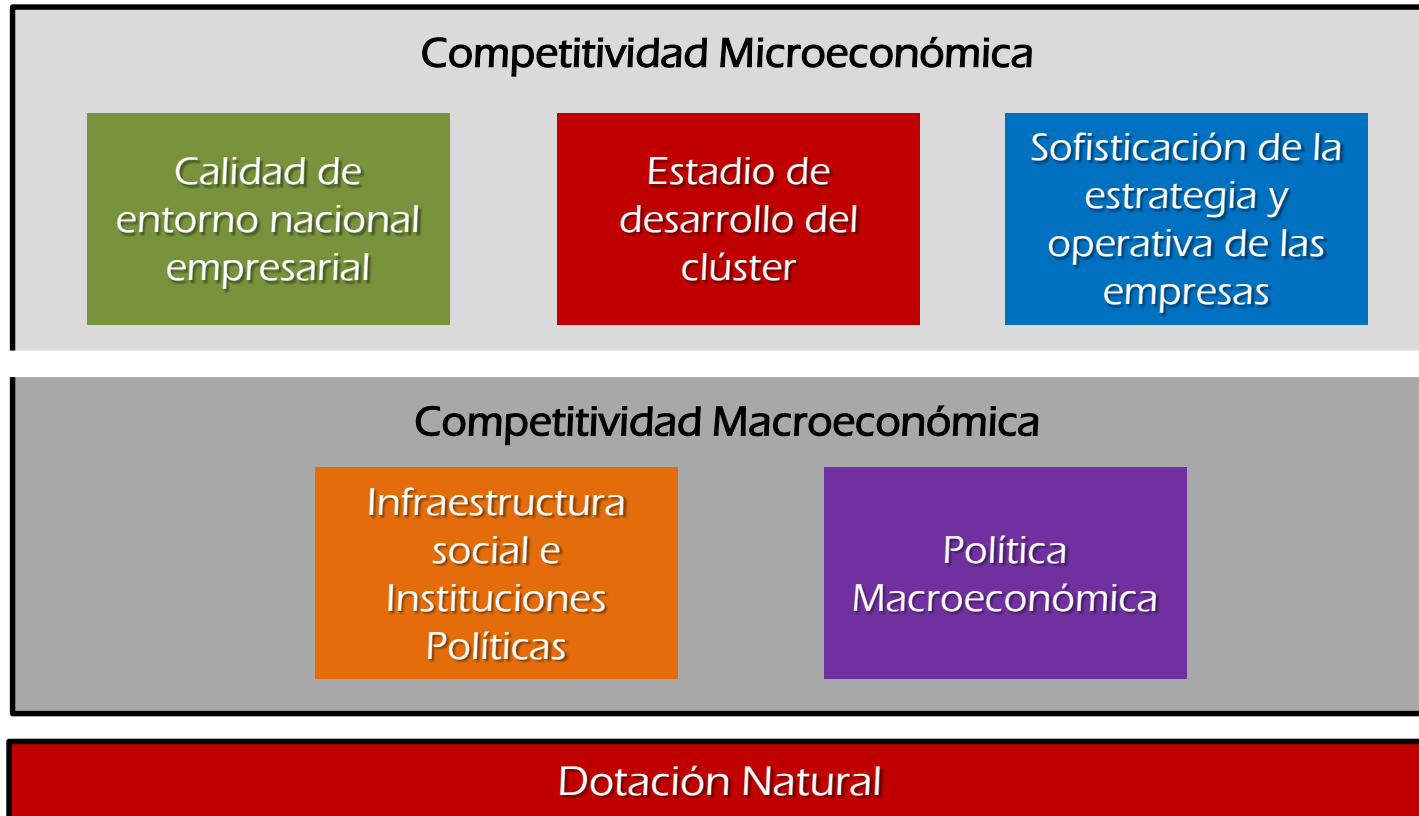 Competitividad Microeconómica
Calidad de
entorno nacional
empresarial
Estadio de
desarrollo del
clúster
Sofisticación de la
estrategia y
operativa de las
empresas
Competitividad Macroeconómica
Infraestructura
social e
Instituciones
Políticas
Política
Macroeconómica
Dotación Natural